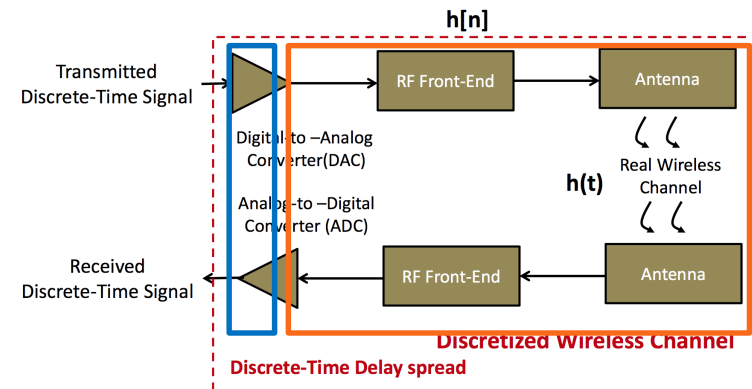 h[n]
Transmitted
Discrete-Time Signal
RF Front-End
Antenna
Digital-to –Analog
Converter(DAC)
Real Wireless
Channel
h(t)
Analog-to –Digital
Converter (ADC)
Received
Discrete-Time Signal
RF Front-End
Antenna
Discretized Wireless Channel
Discrete-Time Delay spread